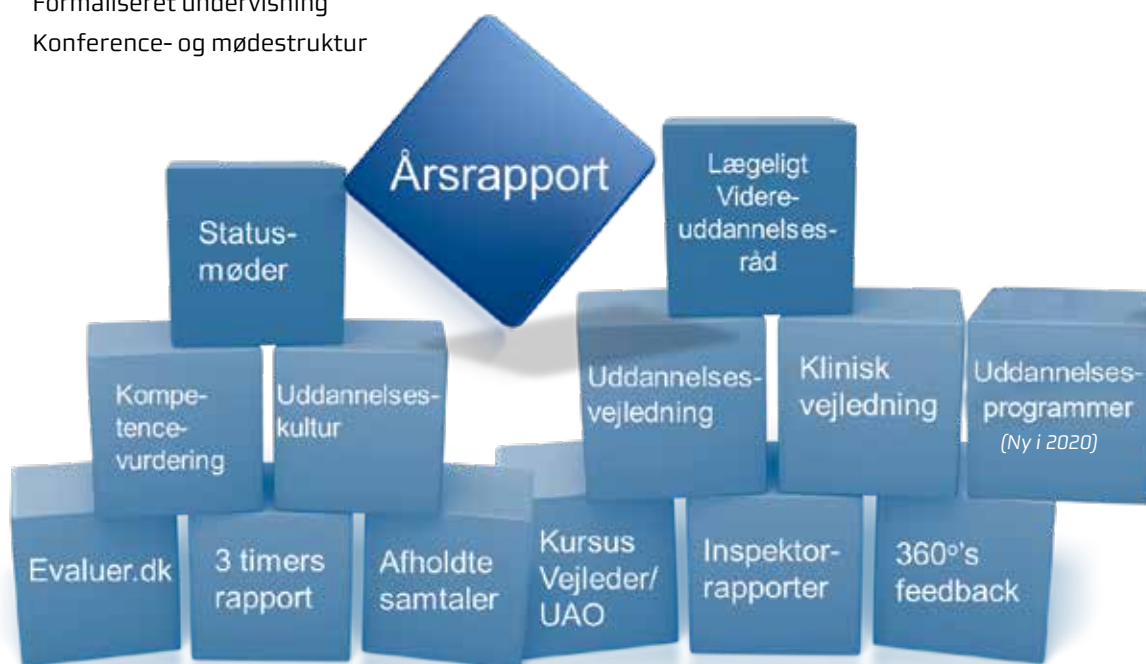 Formaliseret undervisning
Konference- og mødestruktur
Årsrapport
Status-
møder
Lægeligt
Videre-
uddannelses-
råd
Kompe-
tence-
vurdering
Uddannelses-
kultur
Uddannelses-
vejledning
Klinisk
vejledning
Uddannelses-
programmer
(Ny i 2020)
Evaluer.dk
3 timers
rapport
Afholdte
samtaler
Kursus
Vejleder/
UAO
Inspektor-
rapporter
360°'s
feedback